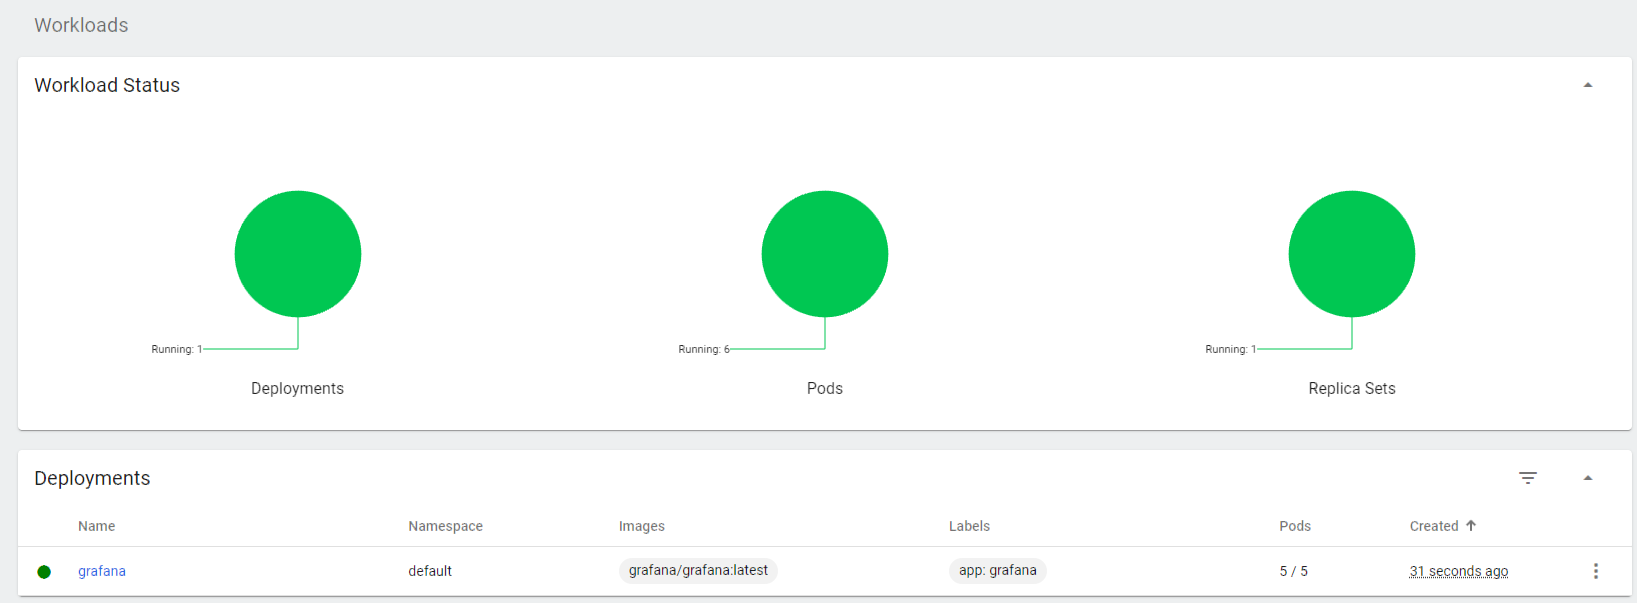 Workloads
Workload Status
Running: 1
Running: 6
Running: 1
Deployments
Pods
Replica Sets
Deployments
Name Namespace Images Labels Pods Created
grafana default grafana/grafana:latest app: grafana 5 / 5 31 seconds ago